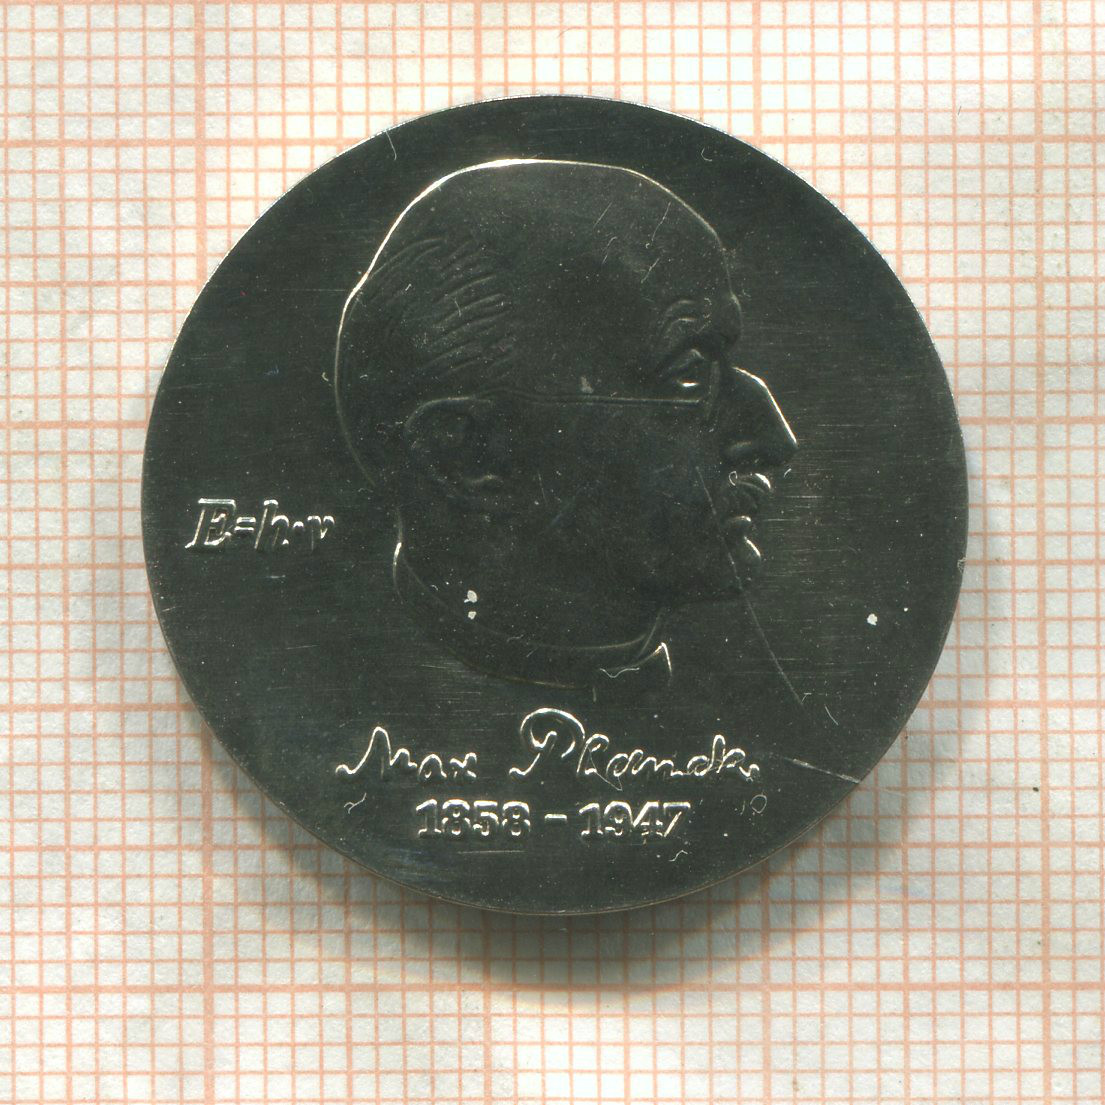 E=h·ν
Max Planck
1858 - 1947